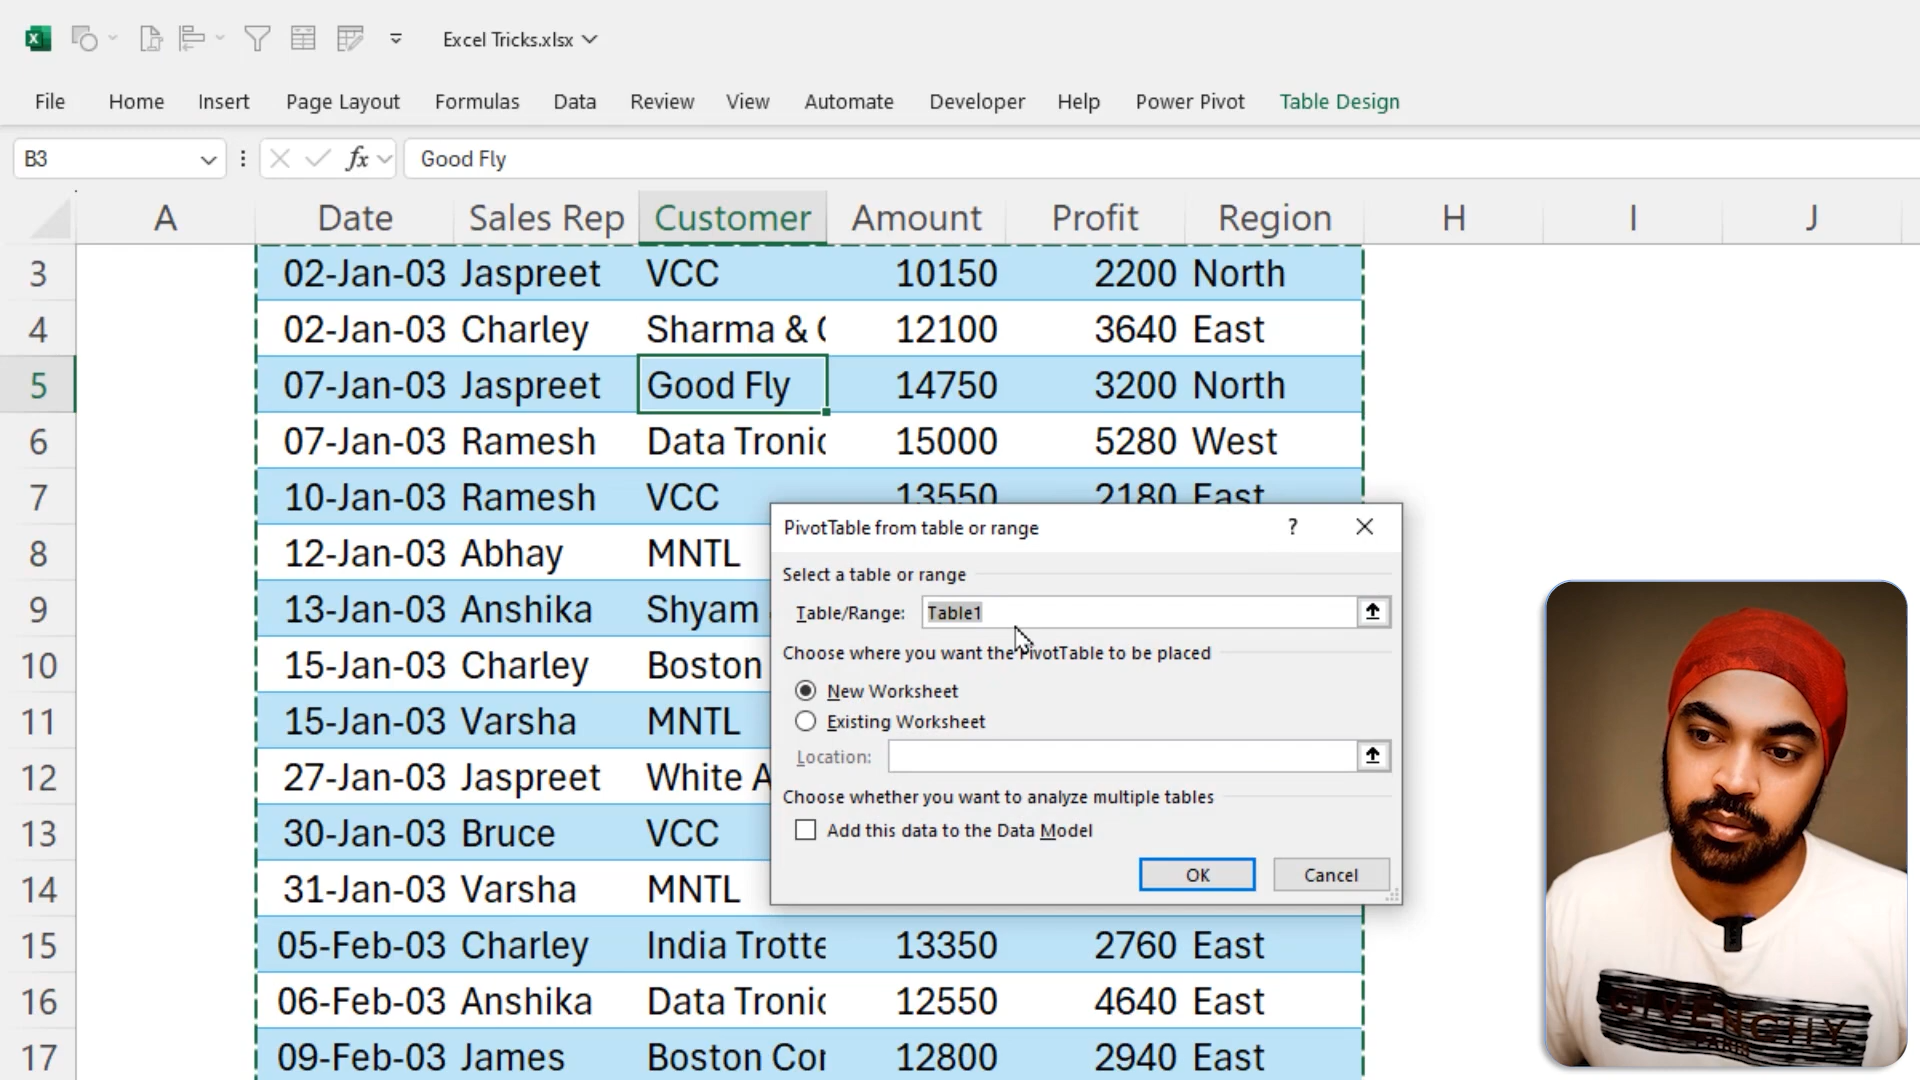 Excel Tricks.xlsx
File Home Insert Page Layout Formulas Data Review View Automate Developer Help Power Pivot Table Design
B3 fx Good Fly
A Date Sales Rep Customer Amount Profit Region H I J
3 02-Jan-03 Jaspreet VCC 10150 2200 North
4 02-Jan-03 Charley Sharma & 12100 3640 East
5 07-Jan-03 Jaspreet Good Fly 14750 3200 North
6 07-Jan-03 Ramesh Data Tronic 15000 5280 West
7 10-Jan-03 Ramesh VCC 13550 2180 East
8 12-Jan-03 Abhay MNTL
9 13-Jan-03 Anshika Shyam
10 15-Jan-03 Charley Boston
11 15-Jan-03 Varsha MNTL
12 27-Jan-03 Jaspreet White A
13 30-Jan-03 Bruce VCC
14 31-Jan-03 Varsha MNTL
15 05-Feb-03 Charley India Trotte 13350 2760 East
16 06-Feb-03 Anshika Data Tronic 12550 4640 East
17 09-Feb-03 James Boston Cor 12800 2940 East
PivotTable from table or range ?
Select a table or range
Table/Range: Table1
Choose where you want the PivotTable to be placed
New Worksheet
Existing Worksheet
Location:
Choose whether you want to analyze multiple tables
Add this data to the Data Model
OK Cancel
GIVENCHY
PARIS